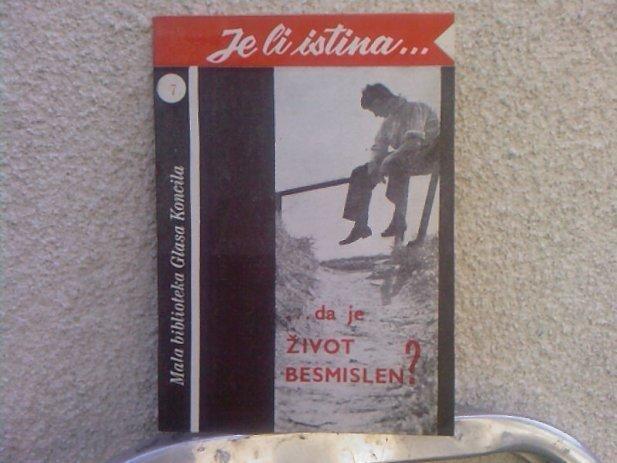 Je li istina...
7
Mala biblioteka Glasa Koncila
...da je
ŽIVOT
BESMISLEN?